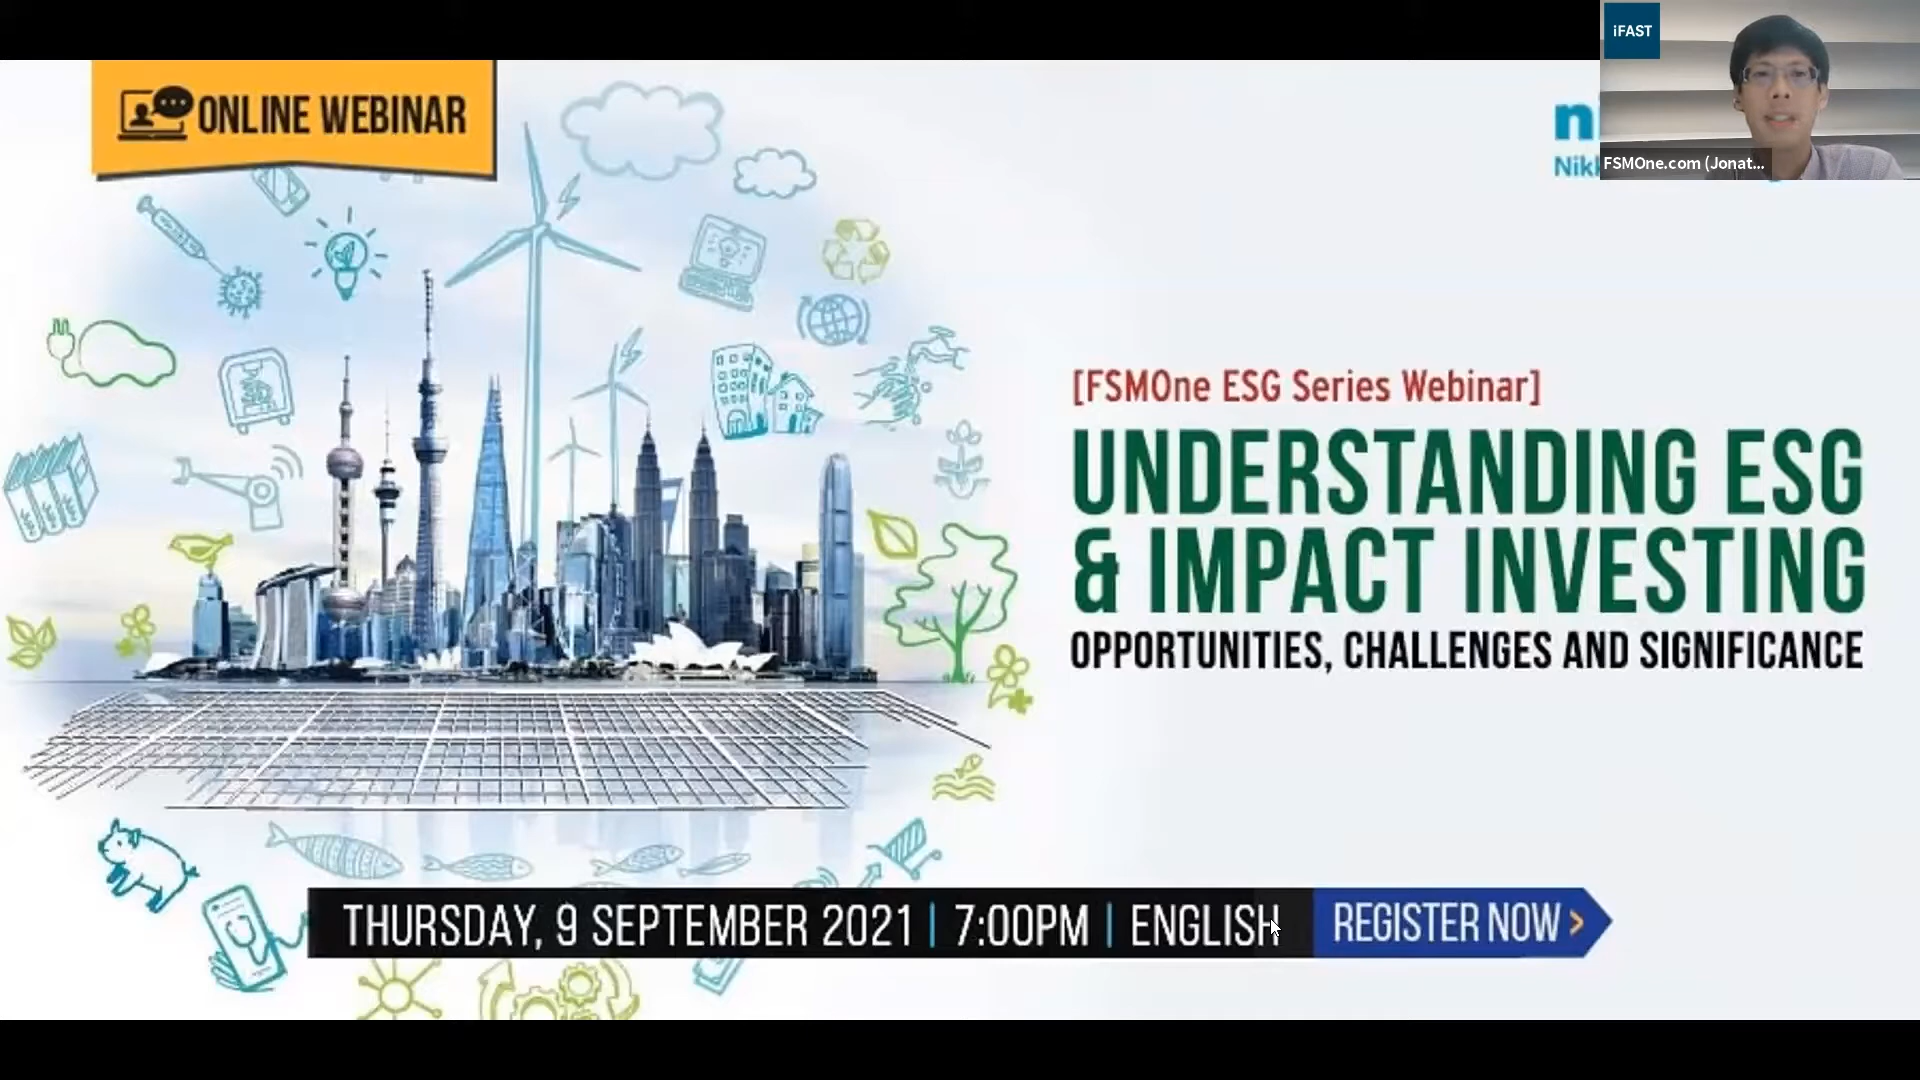 iFAST
ONLINE WEBINAR
FSMOne.com (Jonat...
[FSMOne ESG Series Webinar]
UNDERSTANDING ESG
& IMPACT INVESTING
OPPORTUNITIES, CHALLENGES AND SIGNIFICANCE
3D
THURSDAY, 9 SEPTEMBER 2021 | 7:00PM | ENGLISH
REGISTER NOW >